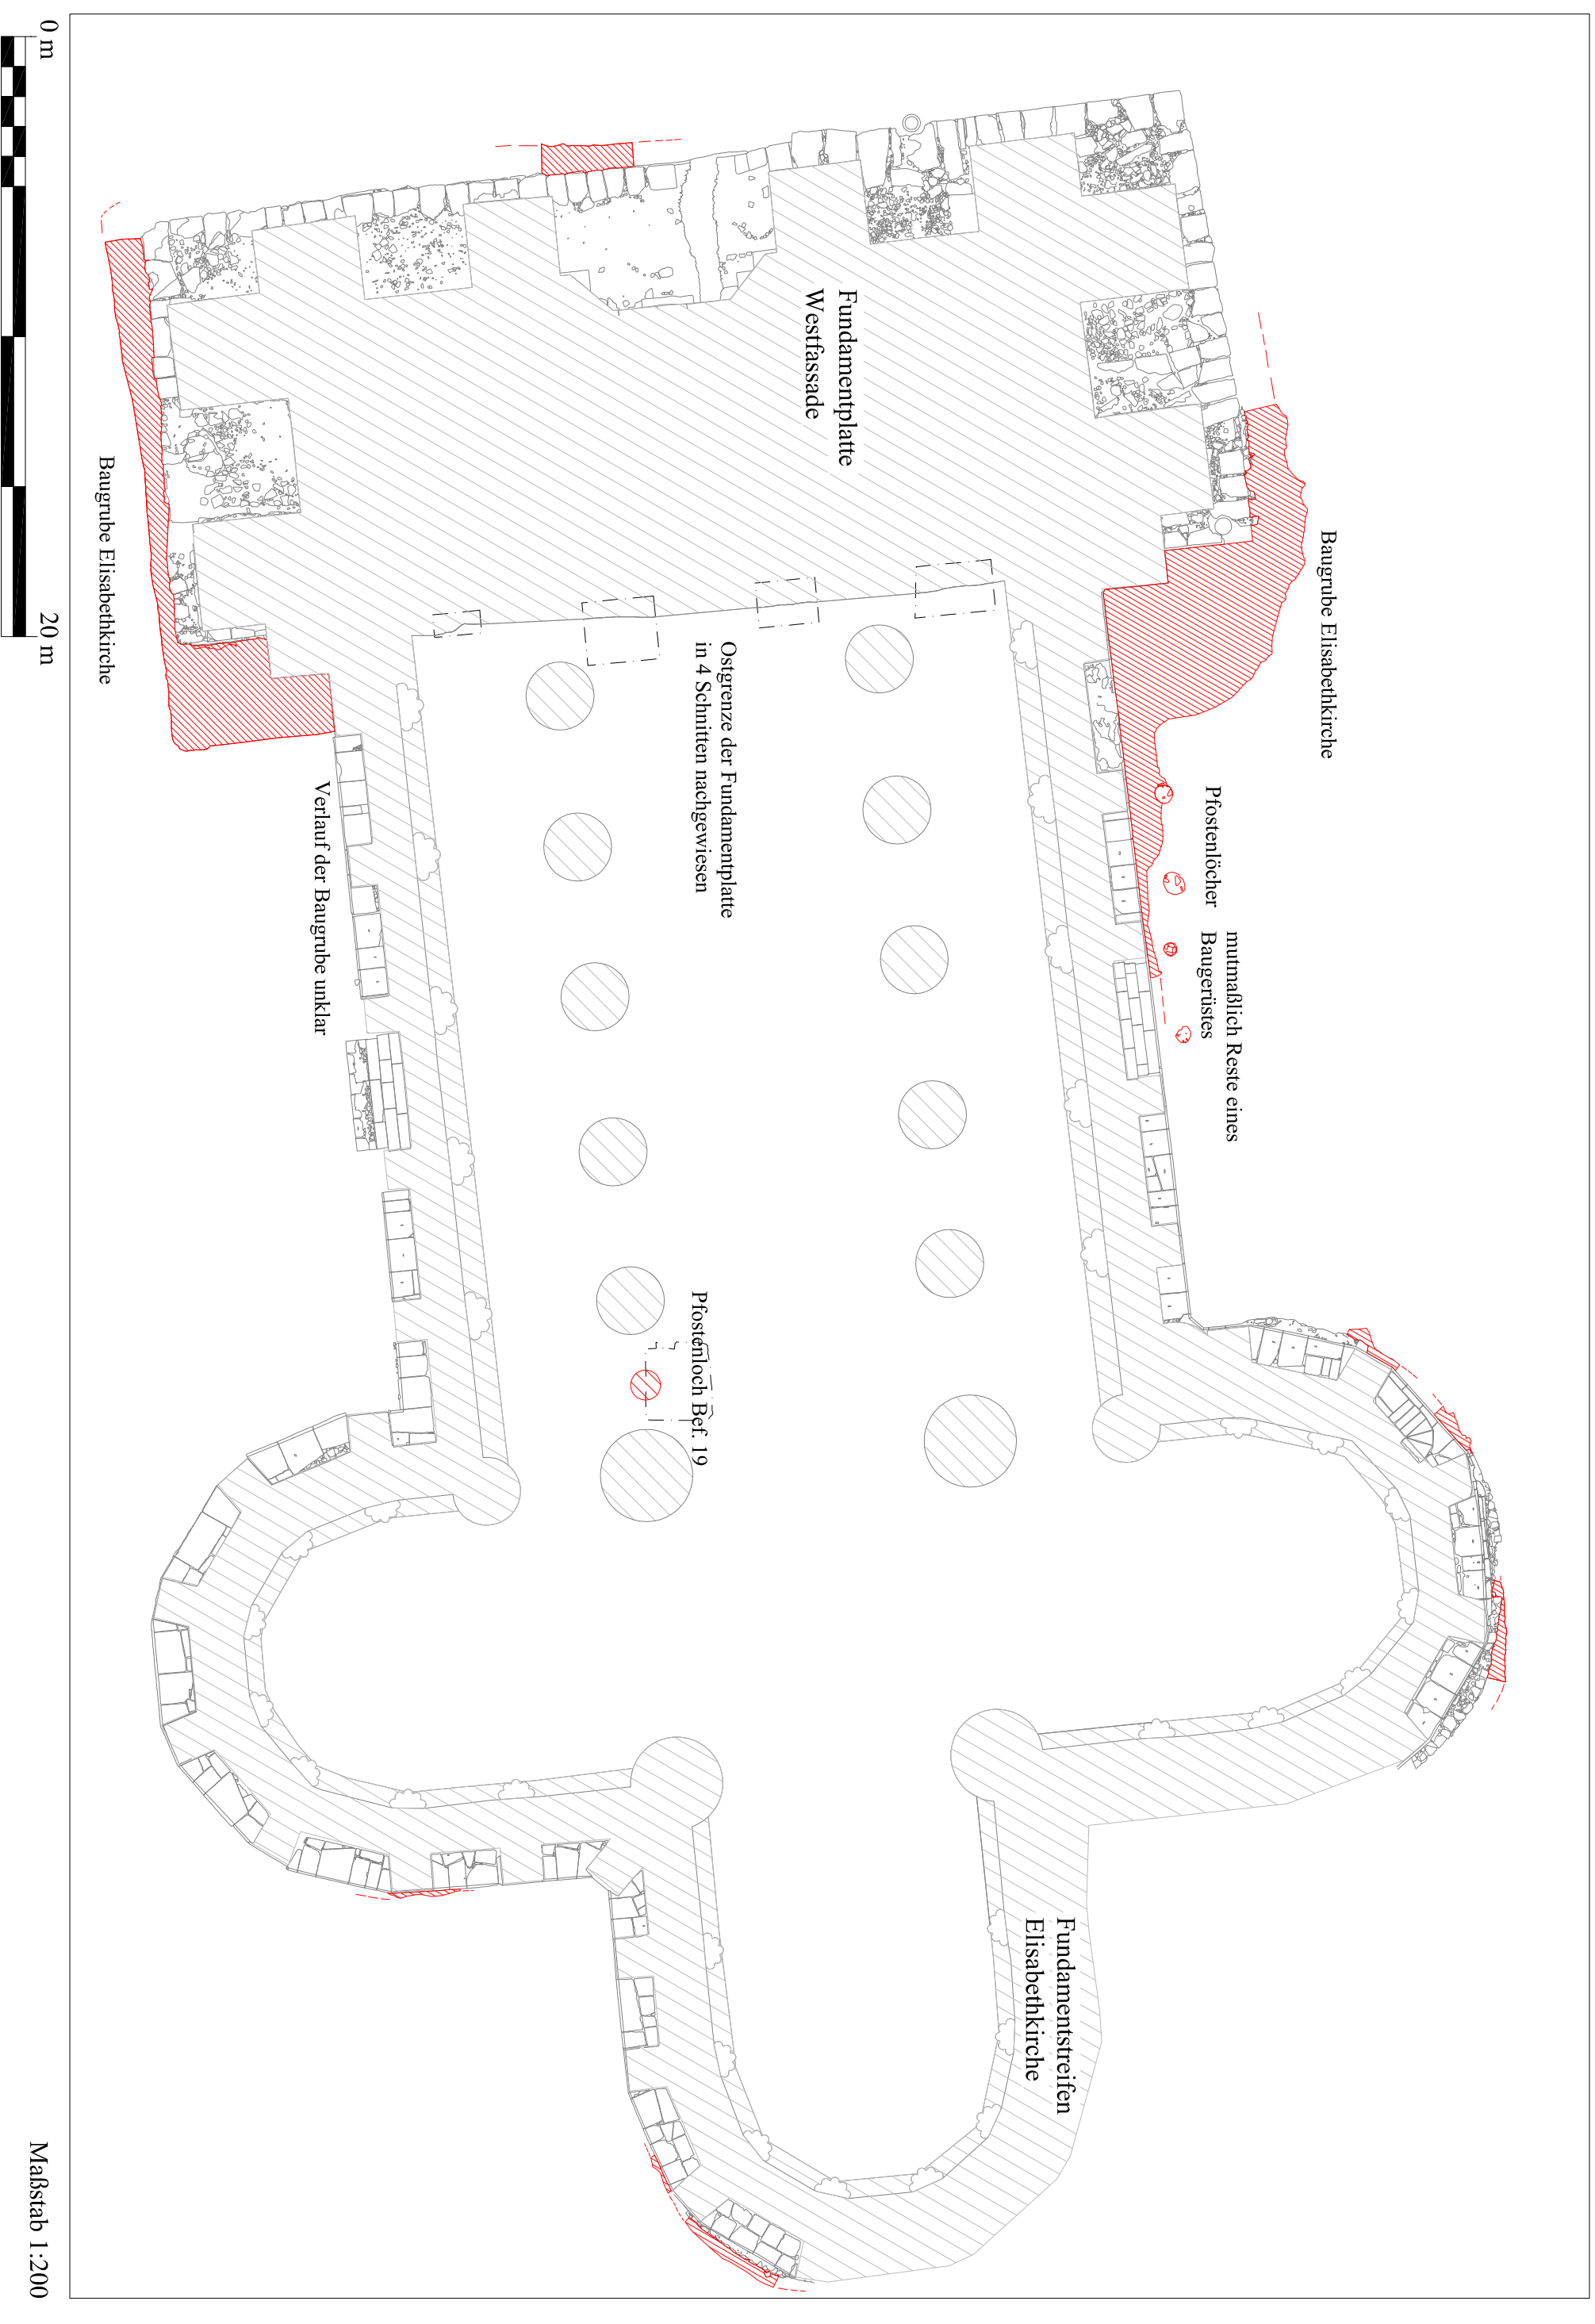 Baugrube Elisabethkirche
Pfostenlöcher
mutmaßlich Reste eines
Baugerüstes
Fundamentplatte
Westfassade
Ostgrenze der Fundamentplatte
in 4 Schnitten nachgewiesen
Pfostenloch Bef. 19
Fundamentstreifen
Elisabethkirche
Verlauf der Baugrube unklar
Baugrube Elisabethkirche
0 m
20 m
Maßstab 1:200